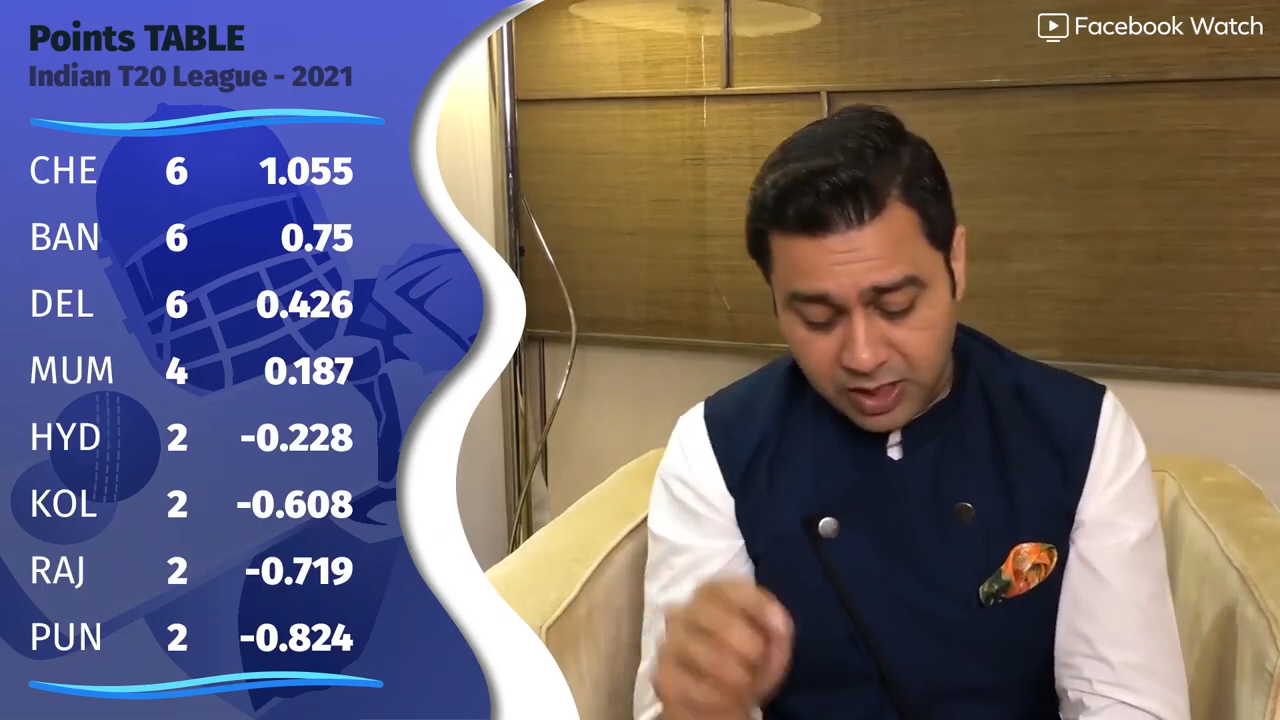 Points TABLE
Indian T20 League - 2021
CHE 6 1.055
BAN 6 0.75
DEL 6 0.426
MUM 4 0.187
HYD 2 -0.228
KOL 2 -0.608
RAJ 2 -0.719
PUN 2 -0.824
Facebook Watch